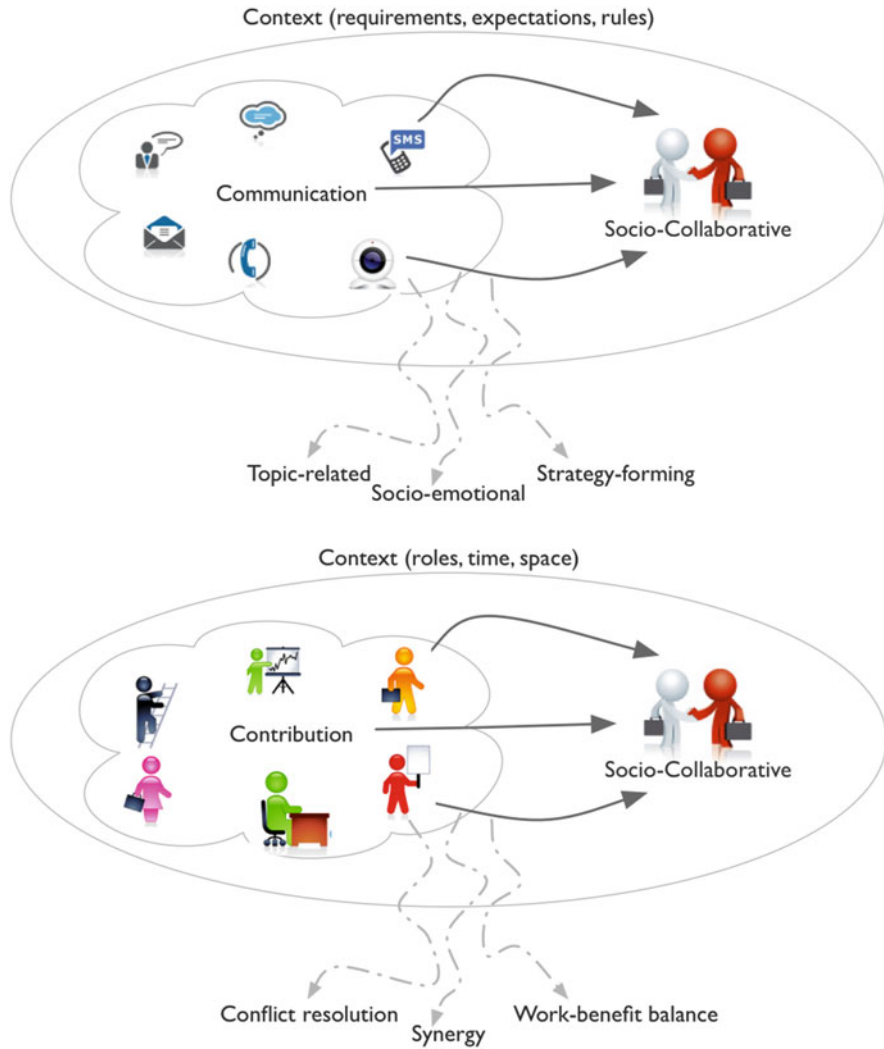 Context (requirements, expectations, rules)
SMS
Communication
Socio-Collaborative
Topic-related
Socio-emotional
Strategy-forming
Context (roles, time, space)
Contribution
Socio-Collaborative
Conflict resolution
Synergy
Work-benefit balance